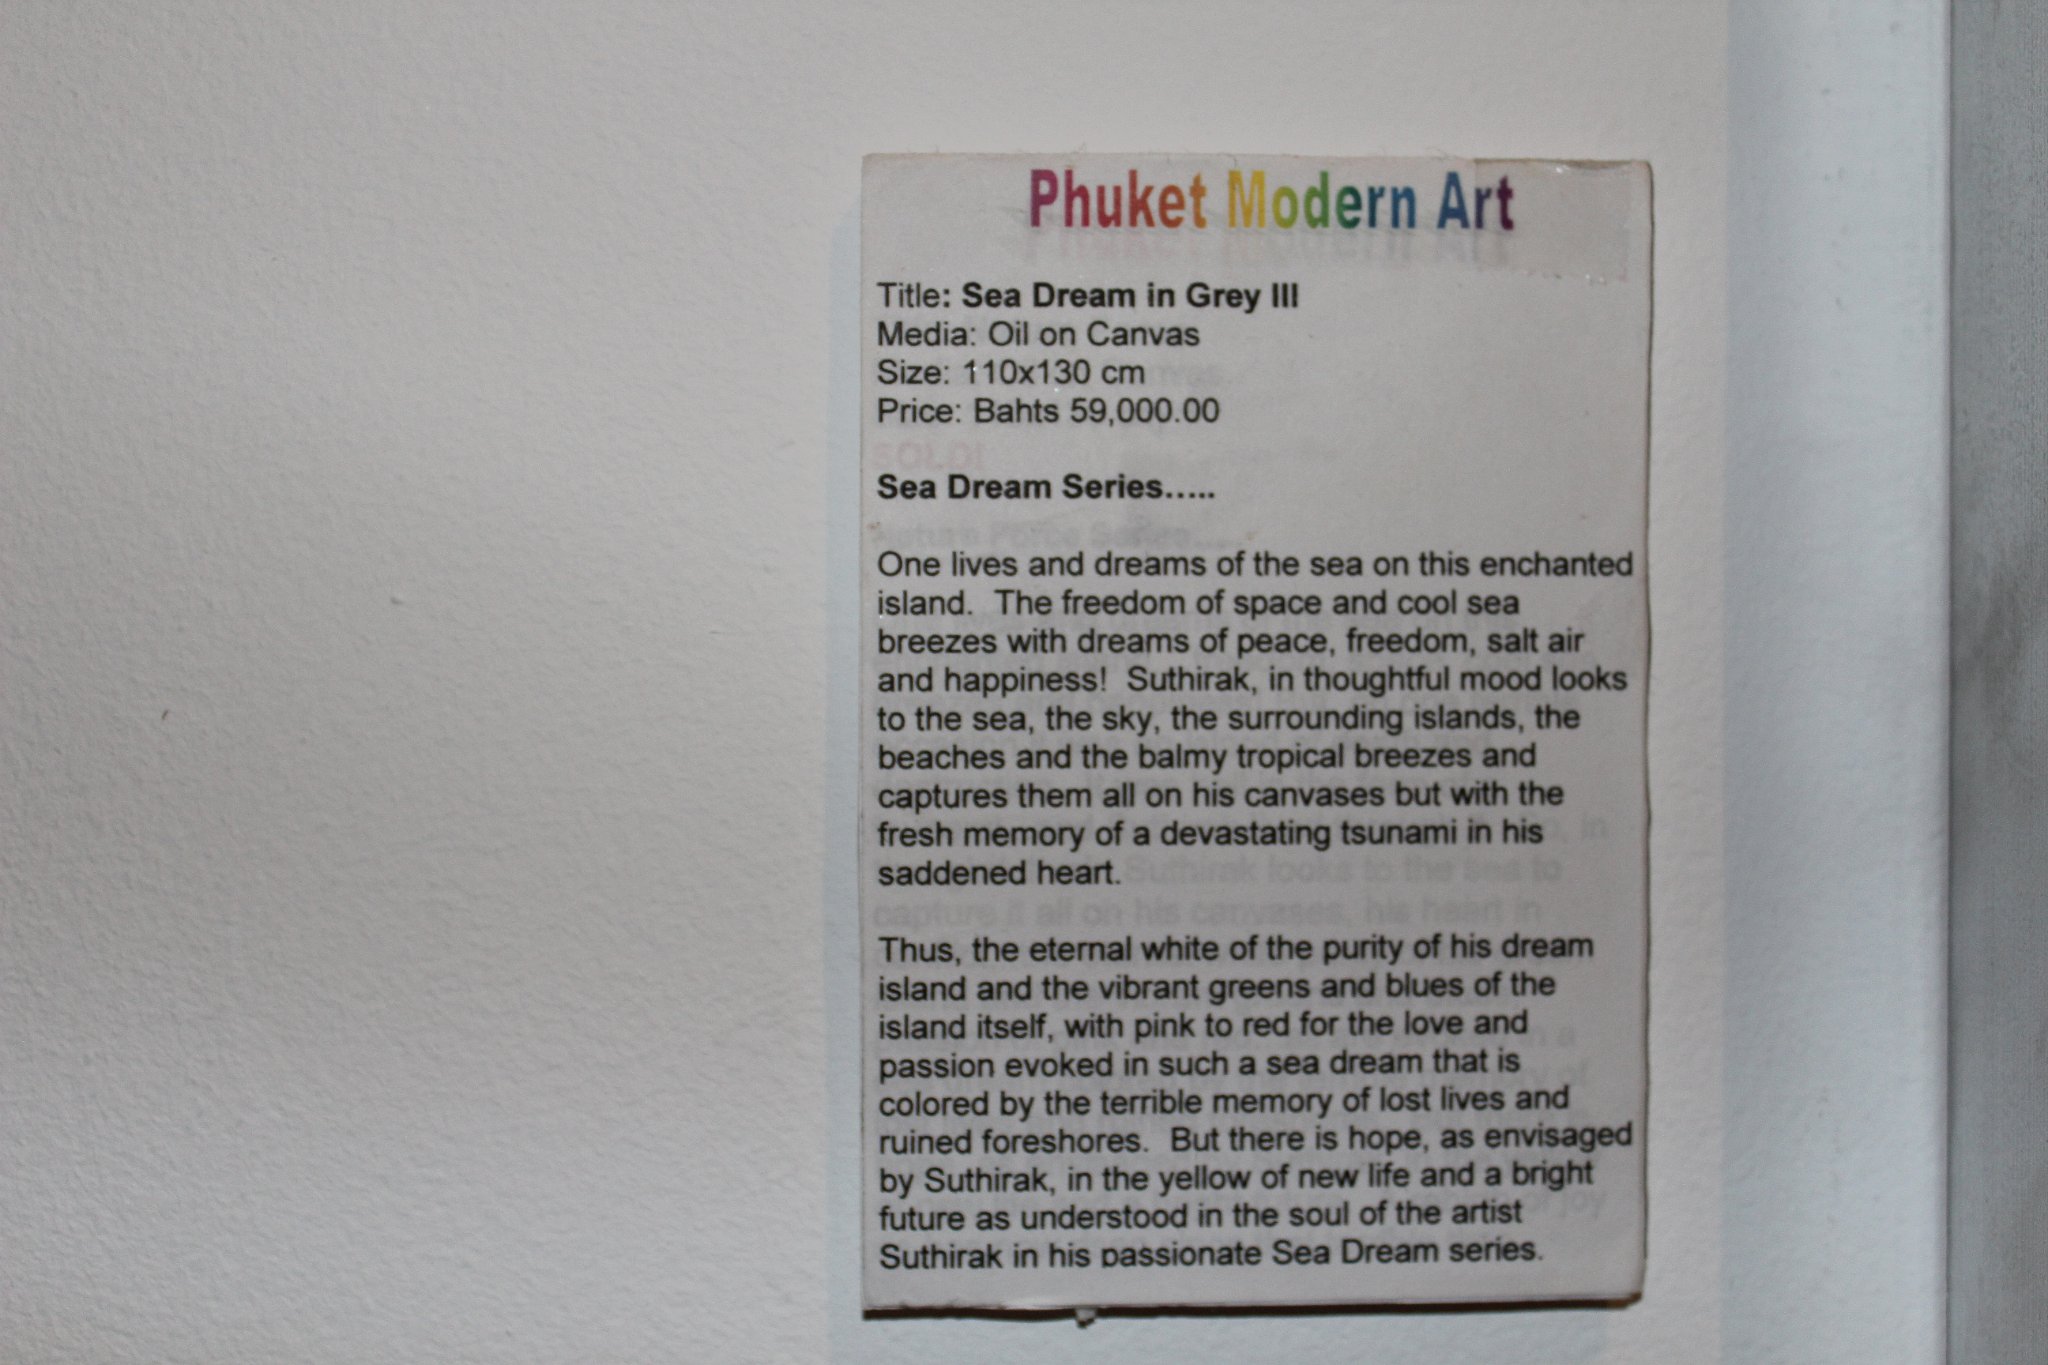 Phuket Modern Art
Title: Sea Dream in Grey III
Media: Oil on Canvas
Size: 110x130 cm
Price: Bahts 59,000.00
Sea Dream Series.....
One lives and dreams of the sea on this enchanted
island.  The freedom of space and cool sea
breezes with dreams of peace, freedom, salt air
and happiness!  Suthirak, in thoughtful mood looks
to the sea, the sky, the surrounding islands, the
beaches and the balmy tropical breezes and
captures them all on his canvases but with the
fresh memory of a devastating tsunami in his
saddened heart.
Thus, the eternal white of the purity of his dream
island and the vibrant greens and blues of the
island itself, with pink to red for the love and
passion evoked in such a sea dream that is
colored by the terrible memory of lost lives and
ruined foreshores.  But there is hope, as envisaged
by Suthirak, in the yellow of new life and a bright
future as understood in the soul of the artist
Suthirak in his passionate Sea Dream series.